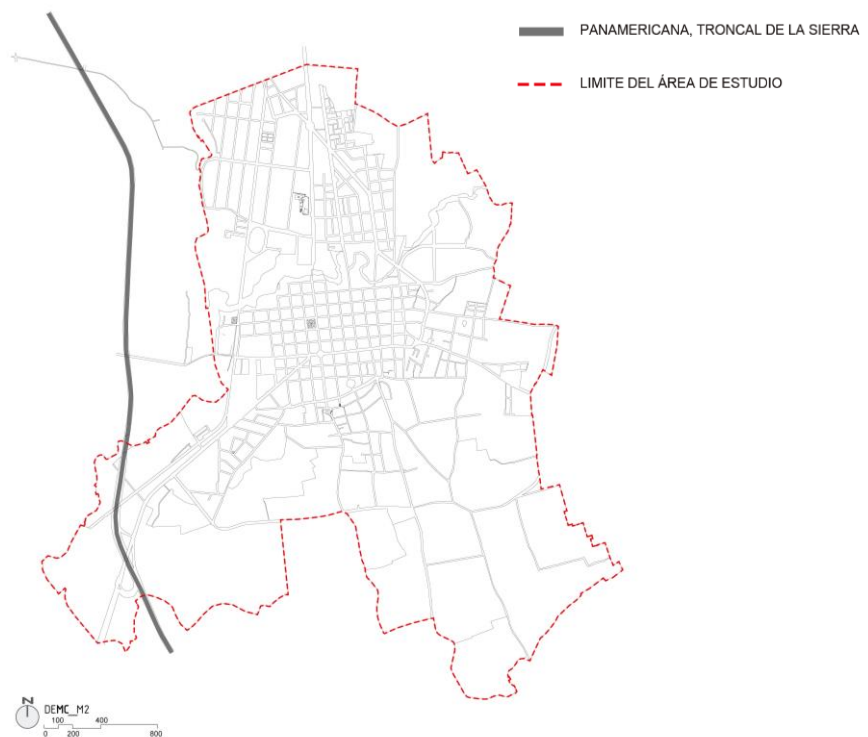 PANAMERICANA, TRONCAL DE LA SIERRA
LIMITE DEL ÁREA DE ESTUDIO
N
DEMC_M2
100 400
0 200 800